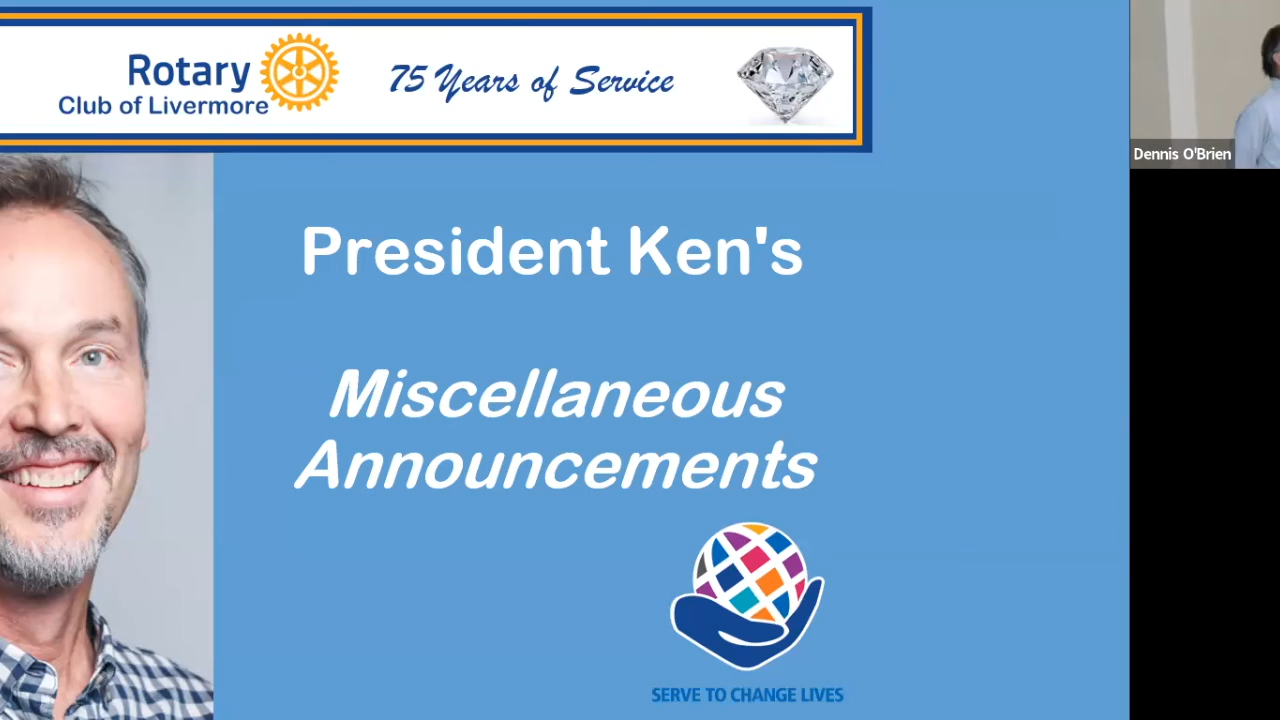 Rotary
Club of Livermore
75 Years of Service
Dennis O'Brien
President Ken's
Miscellaneous
Announcements
SERVE TO CHANGE LIVES